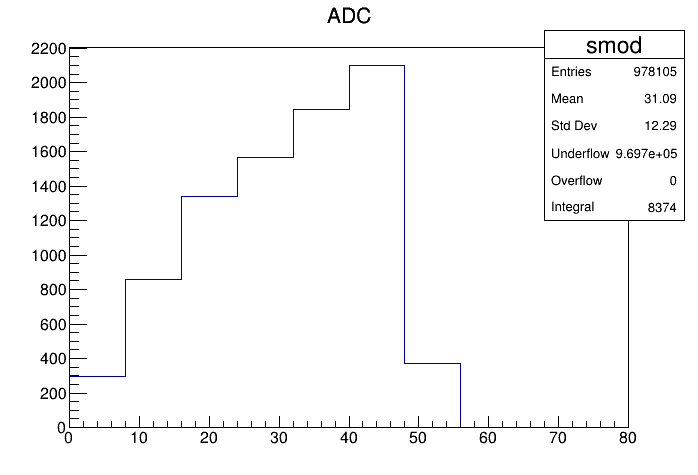 ADC
smod
Entries 978105
Mean 31.09
Std Dev 12.29
Underflow 9.697e+05
Overflow 0
Integral 8374
2200
2000
1800
1600
1400
1200
1000
800
600
400
200
0
0 10 20 30 40 50 60 70 80